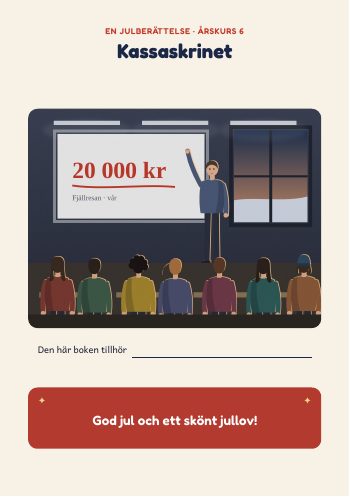 EN JULBERÄTTELSE · ÅRSKURS 6
Kassaskrinet
20 000 kr
Fjällresan · vår
Den här boken tillhör
God jul och ett skönt jullov!